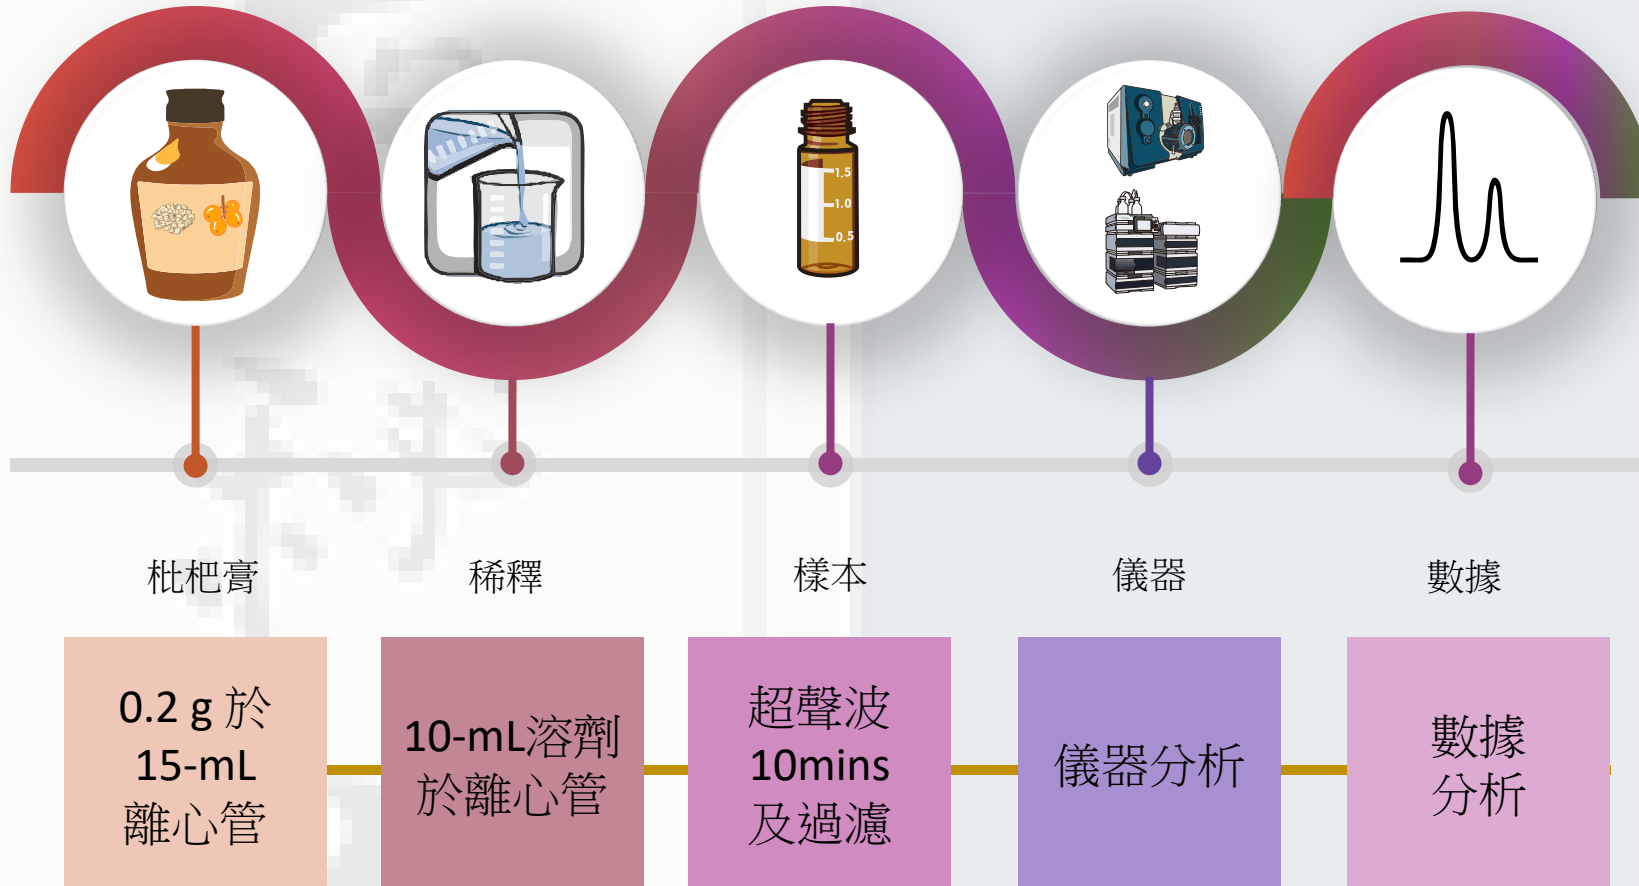 1.5
1.0
0.5
枇杷膏
稀釋
樣本
儀器
數據
0.2 g 於
15-mL
離心管
10-mL溶劑
於離心管
超聲波
10mins
及過濾
儀器分析
數據
分析